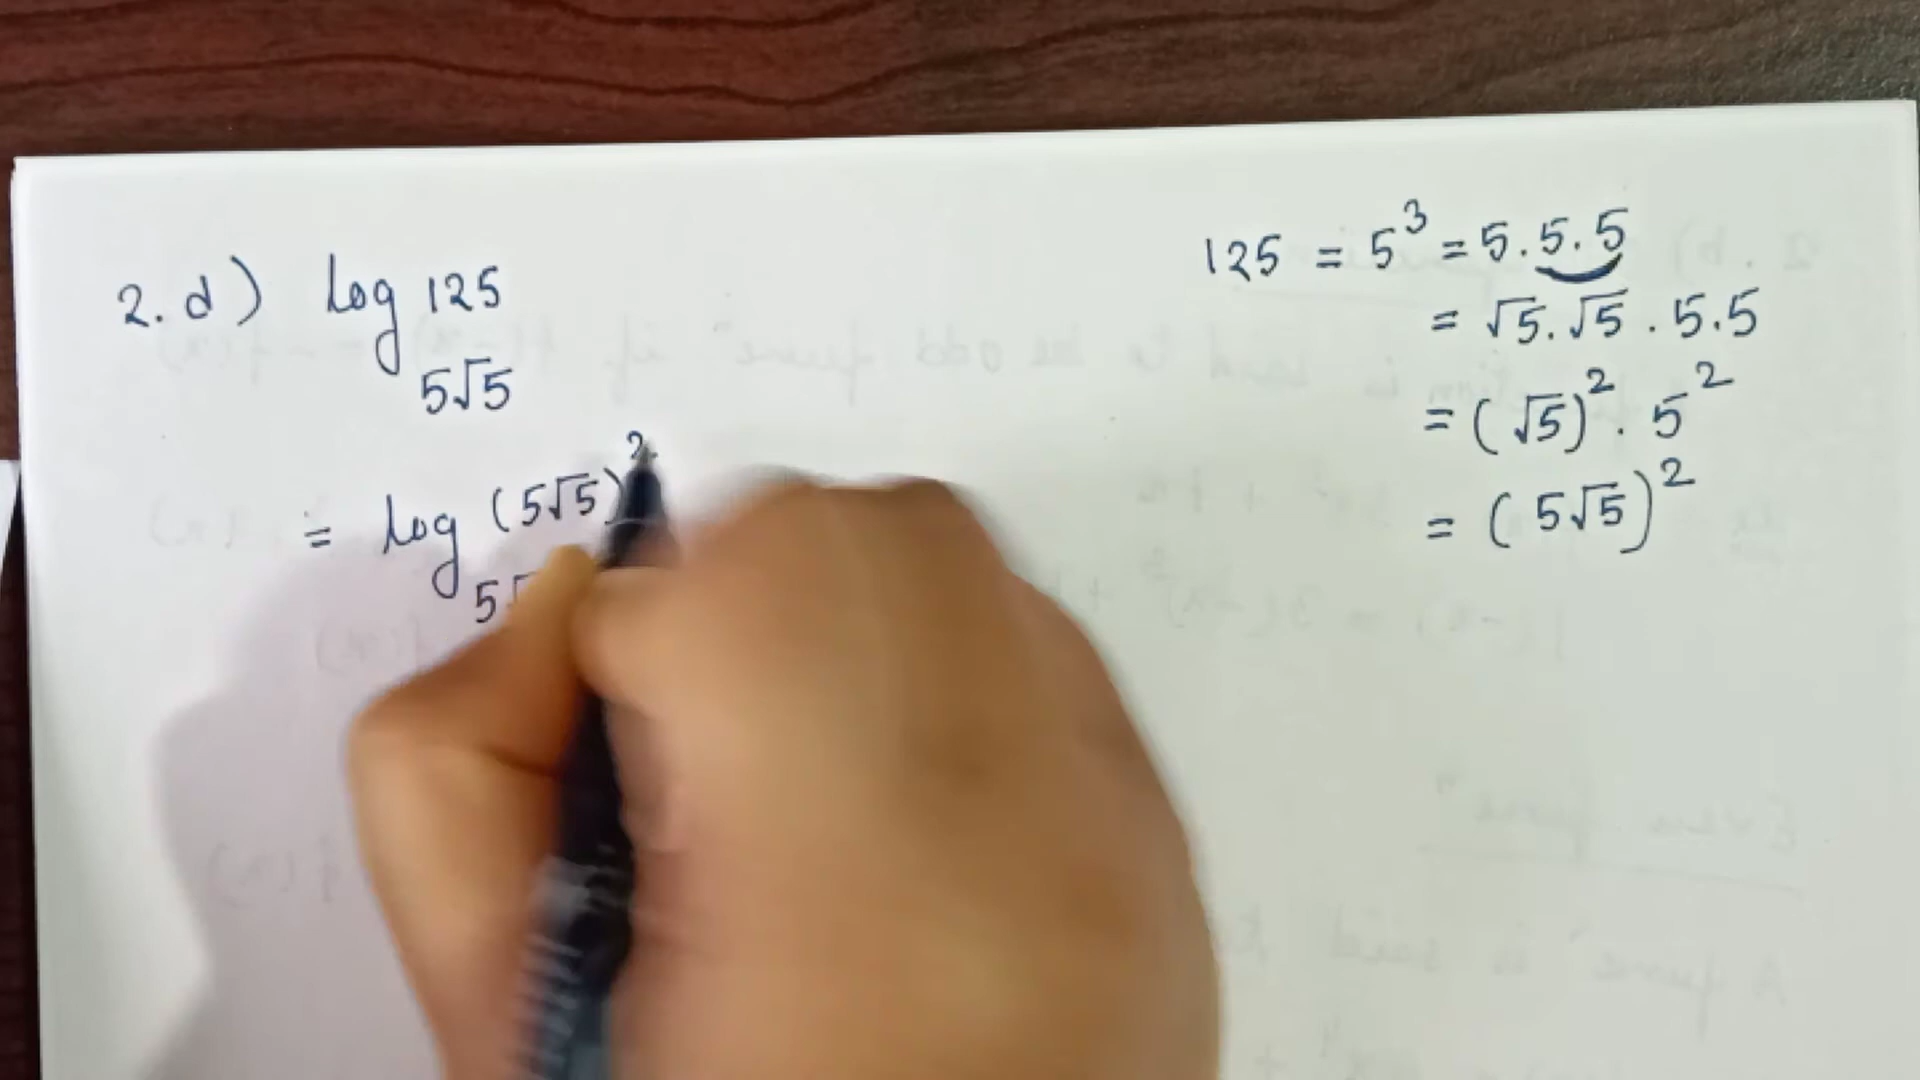 2. d) log 125
5√5
= log (5√5)²
5√
125 = 5³ = 5.5.5
= √5.√5 . 5.5
= (√5)² . 5²
= (5√5)²